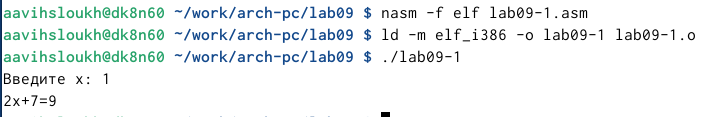 aavihsloukh@dk8n60 ~/work/arch-pc/lab09 $ nasm -f elf lab09-1.asm
aavihsloukh@dk8n60 ~/work/arch-pc/lab09 $ ld -m elf_i386 -o lab09-1 lab09-1.o
aavihsloukh@dk8n60 ~/work/arch-pc/lab09 $ ./lab09-1
Введите x: 1
2x+7=9